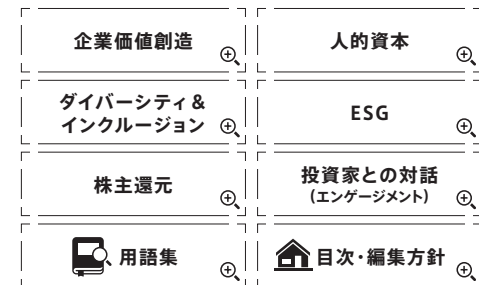 企業価値創造
人的資本
ダイバーシティ&
インクルージョン
ESG
株主還元
投資家との対話
(エンゲージメント)
用語集
目次・編集方針